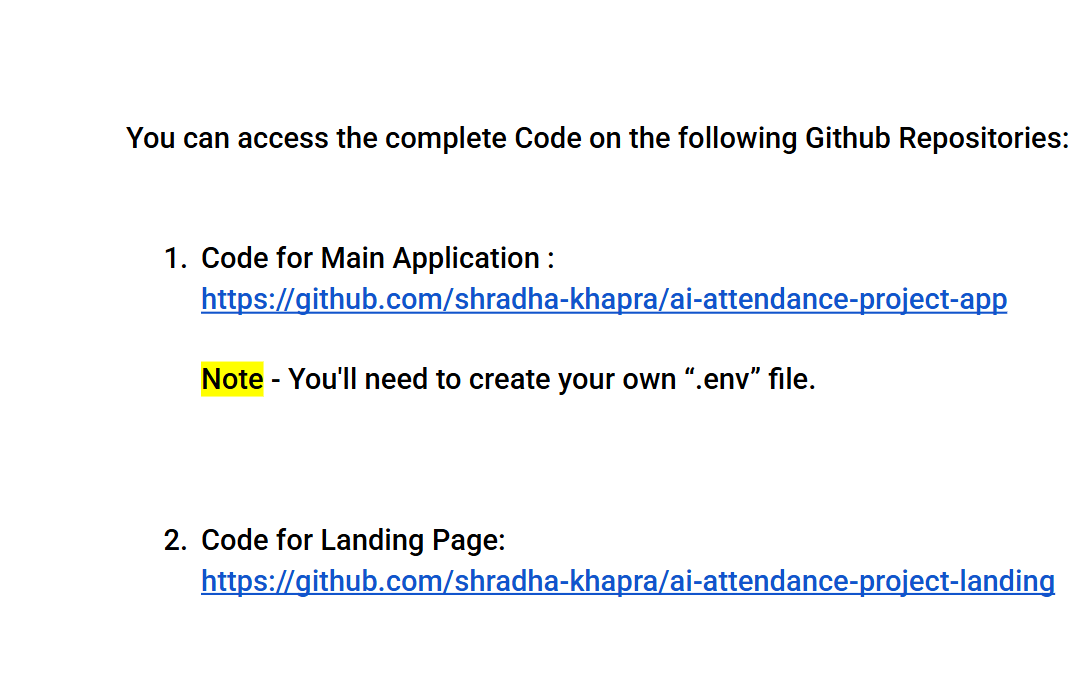 You can access the complete Code on the following Github Repositories:
1. Code for Main Application :
https://github.com/shradha-khapra/ai-attendance-project-app
Note - You'll need to create your own “.env” file.
2. Code for Landing Page:
https://github.com/shradha-khapra/ai-attendance-project-landing